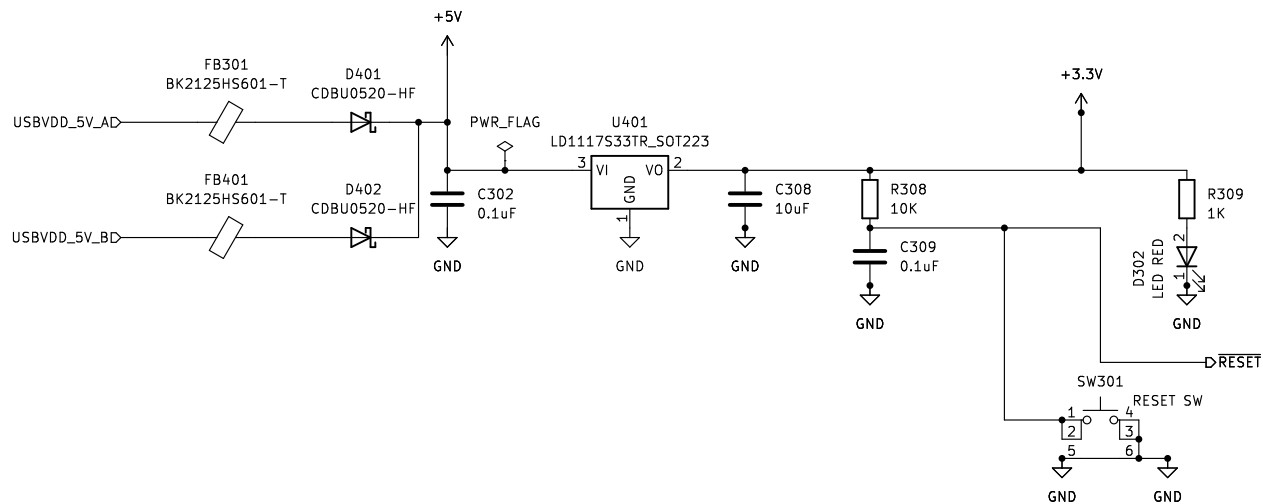 +5V
FB301
BK2125HS601-T
D401
CDBU0520-HF
+3.3V
USBVDD_5V_A
PWR_FLAG
U401
LD1117S33TR_SOT223
3 VI VO 2
GND
1
FB401
BK2125HS601-T
D402
CDBU0520-HF
C302
0.1uF
C308
10uF
R308
10K
R309
1K
USBVDD_5V_B
GND
GND
GND
C309
0.1uF
GND
D302
LED RED
2
1
GND
RESET
SW301
RESET SW
1 4
2 3
5 6
GND
GND